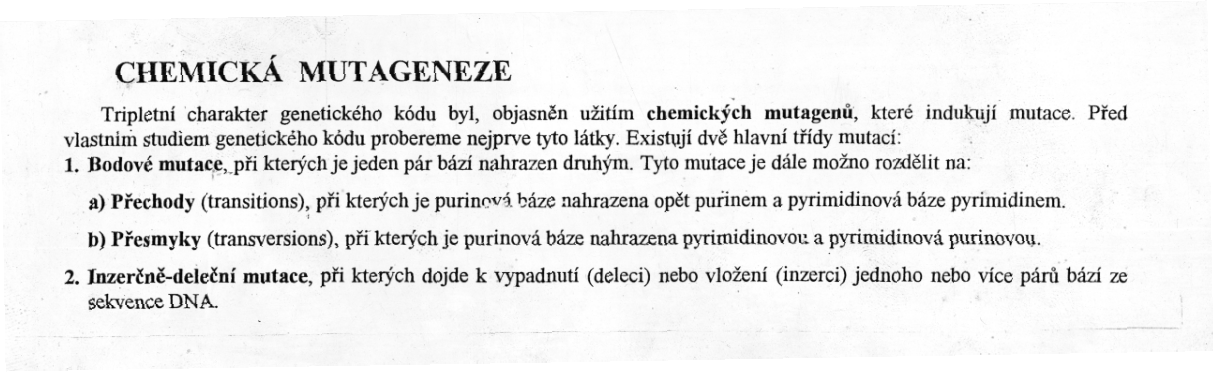 CHEMICKÁ MUTAGENEZE
Tripletní charakter genetického kódu byl, objasněn užitím chemických mutagenů, které indukují mutace. Před
vlastním studiem genetického kódu probereme nejprve tyto látky. Existují dvě hlavní třídy mutací:
1. Bodové mutace, při kterých je jeden pár bází nahrazen druhým. Tyto mutace je dále možno rozdělit na:
a) Přechody (transitions), při kterých je purinová báze nahrazena opět purinem a pyrimidinová báze pyrimidinem.
b) Přesmyky (transversions), při kterých je purinová báze nahrazena pyrimidinovou a pyrimidinová purinovou.
2. Inzerčně-deleční mutace, při kterých dojde k vypadnutí (deleci) nebo vložení (inzerci) jednoho nebo více párů bází ze
sekvence DNA.